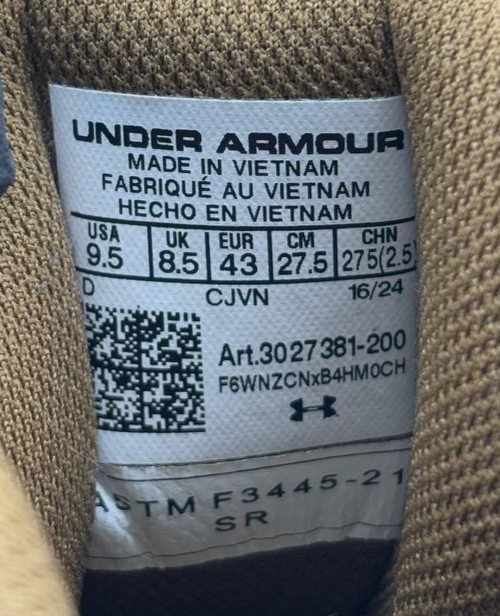 UNDER ARMOUR
MADE IN VIETNAM
FABRIQUÉ AU VIETNAM
HECHO EN VIETNAM
USA UK EUR CM CHN
9.5 8.5 43 27.5 275(2.5
D CJVN 16/24
Art.3027381-200
F6WNZCNxB4HM0CH
ASTM F3445-21
SR